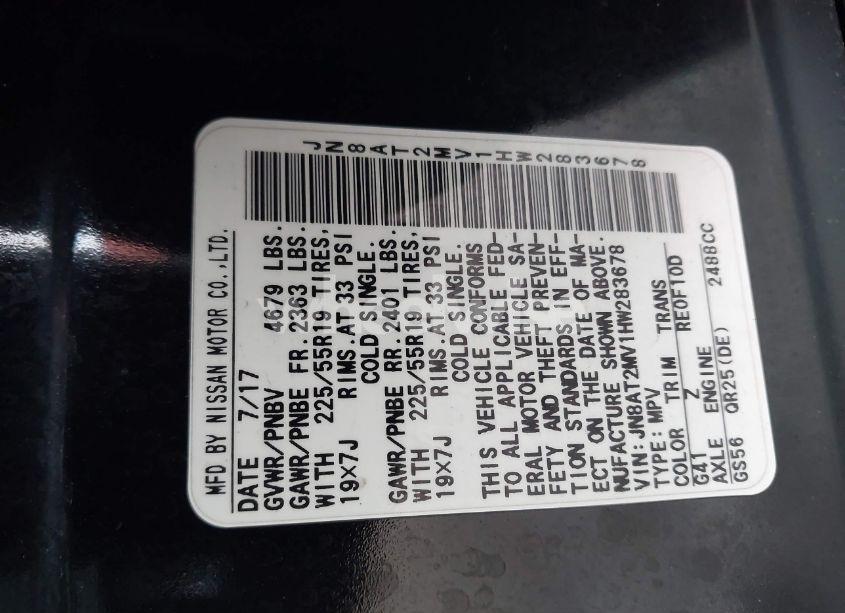 MFD BY NISSAN MOTOR CO.,LTD.
DATE 7/17
GVWR/PNBV 4679 LBS.
GAWR/PNBE FR. 2363 LBS.
WITH 225/55R19 TIRES,
19X7J RIMS.AT 33 PSI
COLD SINGLE.
GAWR/PNBE RR. 2401 LBS.
WITH 225/55R19 TIRES,
19X7J RIMS.AT 33 PSI
COLD SINGLE.
THIS VEHICLE CONFORMS
TO ALL APPLICABLE FED-
ERAL MOTOR VEHICLE SA-
FETY AND THEFT PREVEN-
TION STANDARDS IN EFF-
ECT ON THE DATE OF MA-
NUFACTURE SHOWN ABOVE.
VIN:JN8AT2MV1HW283678
TYPE:MPV
COLOR TRIM TRANS
G41 Z RE0F10D
AXLE ENGINE
GS56 QR25(DE) 2488CC
JN8AT2MV1HW283678